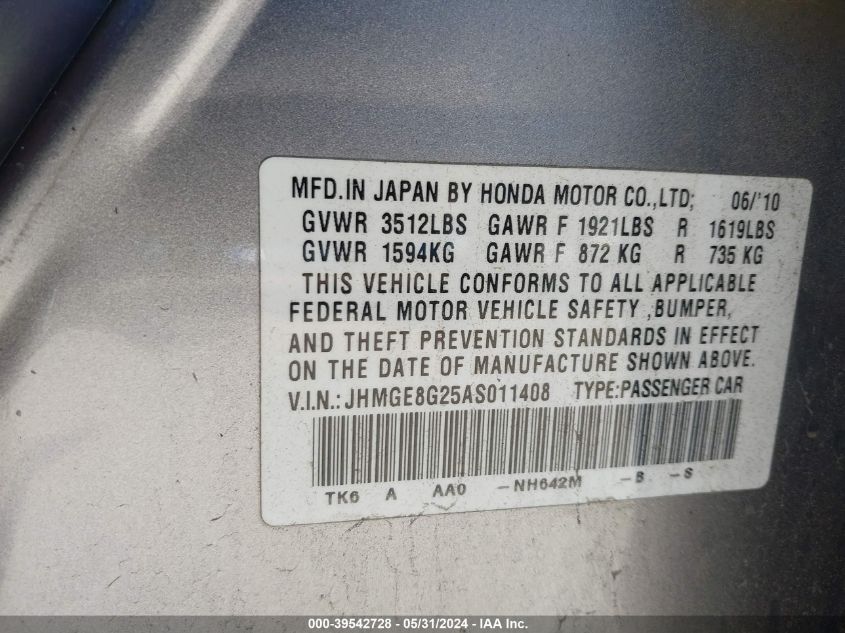 MFD.IN JAPAN BY HONDA MOTOR CO.,LTD; 06/'10
GVWR 3512LBS GAWR F 1921LBS R 1619LBS
GVWR 1594KG GAWR F 872 KG R 735 KG
THIS VEHICLE CONFORMS TO ALL APPLICABLE
FEDERAL MOTOR VEHICLE SAFETY ,BUMPER,
AND THEFT PREVENTION STANDARDS IN EFFECT
ON THE DATE OF MANUFACTURE SHOWN ABOVE.
V.I.N.: JHMGE8G25AS011408 TYPE:PASSENGER CAR
TK6 A AA0 -NH642M -B -S
000-39542728 - 05/31/2024 - IAA Inc.